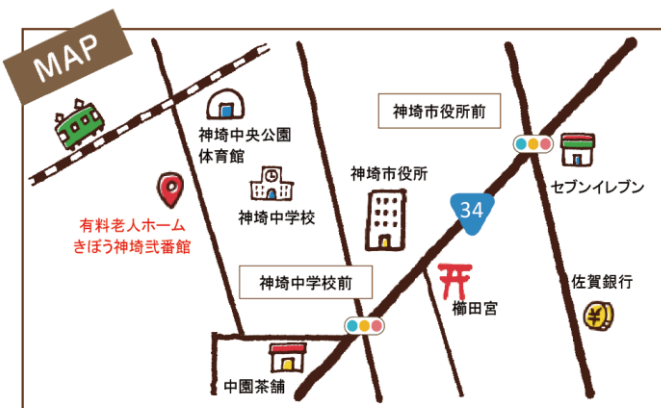 MAP
神埼市役所前
神埼中央公園
体育館
セブンイレブン
神埼市役所
神埼中学校
34
有料老人ホーム
きぼう神埼弐番館
神埼中学校前
櫛田宮
佐賀銀行
¥
中園茶舗